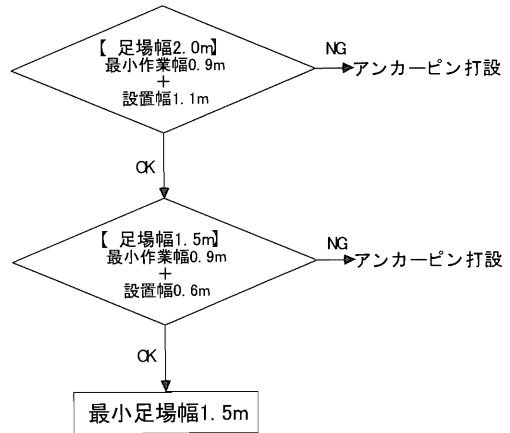 【 足場幅2.0m】
最小作業幅0.9m
+
設置幅1.1m
NG
アンカーピン打設
OK
【 足場幅1.5m】
最小作業幅0.9m
+
設置幅0.6m
NG
アンカーピン打設
OK
最小足場幅1.5m